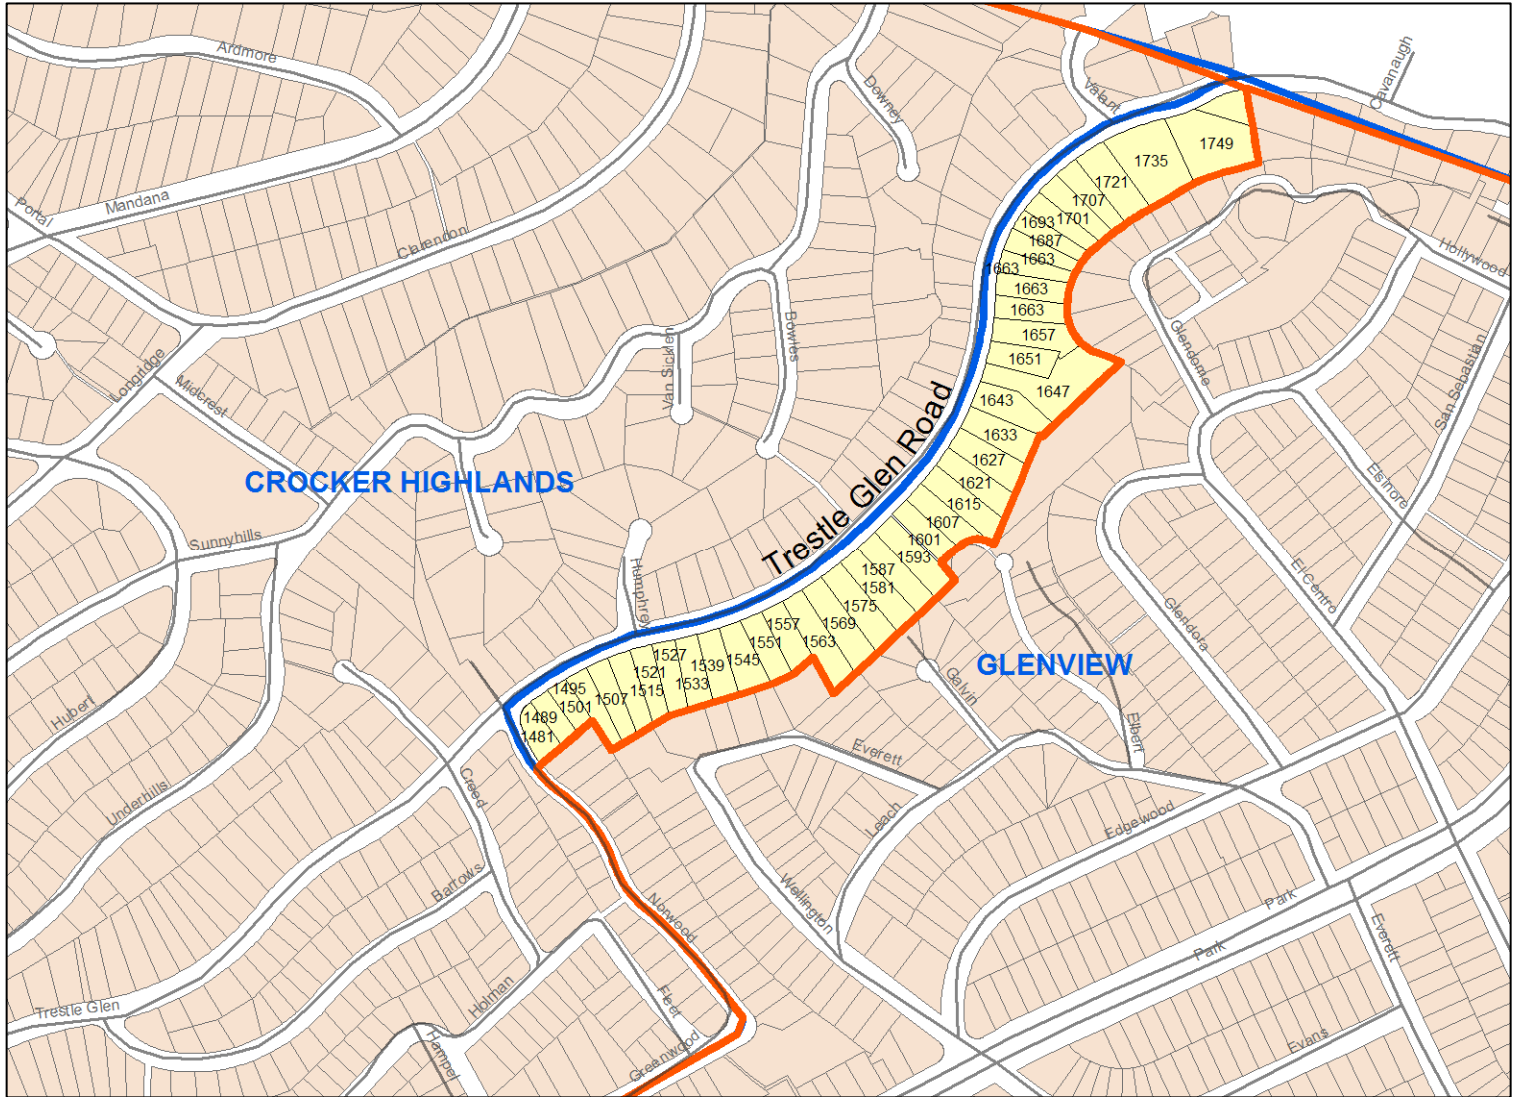 Ardmore
Downey
Cavanaugh
Valant
1749
1735
1721
1707
1701
1693
1687
1663
1663
1663
1663
1657
1651
1647
1643
1633
1627
1621
1615
1607
1601
1593
1587
1581
1575
1569
1563
1557
1551
1545
1539
1533
1527
1521
1515
1507
1501
1495
1489
1481
Mandana
Portal
Clarendon
Hollywood
Longridge
Midcrest
Van Sicklen
Bowles
Glendome
San Sebastian
Trestle Glen Road
CROCKER HIGHLANDS
Elsinore
Sunnyhills
Humphrey
El Centro
Glendora
GLENVIEW
Galvin
Elbert
Hubert
Everett
Underhills
Creed
Leach
Edgewood
Barrows
Norwood
Wellington
Park
Park
Everett
Trestle Glen
Holman
Fleet
Hampel
Greenwood
Evans